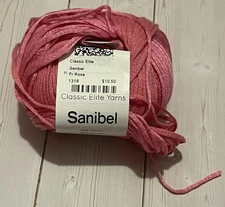 Classic Elite
Sanibel
Fr Rose
1319 $10.50
Classic Elite Yarns
Sanibel